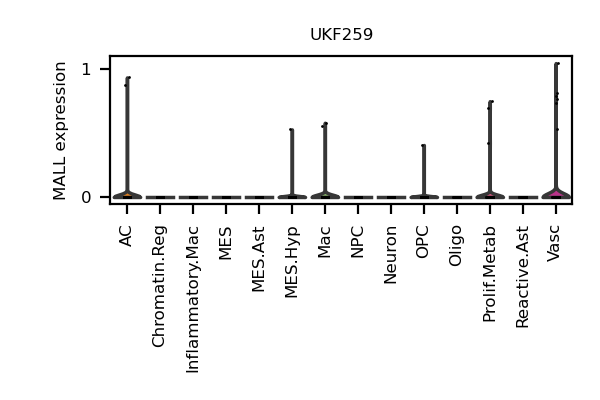 UKF259
MALL expression
1
0
AC
Chromatin.Reg
Inflammatory.Mac
MES
MES.Ast
MES.Hyp
Mac
NPC
Neuron
OPC
Oligo
Prolif.Metab
Reactive.Ast
Vasc